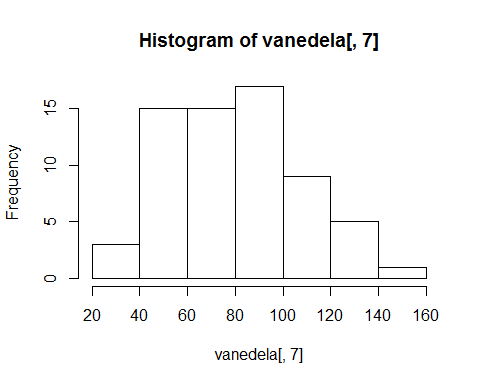 Histogram of vanedela[, 7]
Frequency
15
10
5
0
20 40 60 80 100 120 140 160
vanedela[, 7]